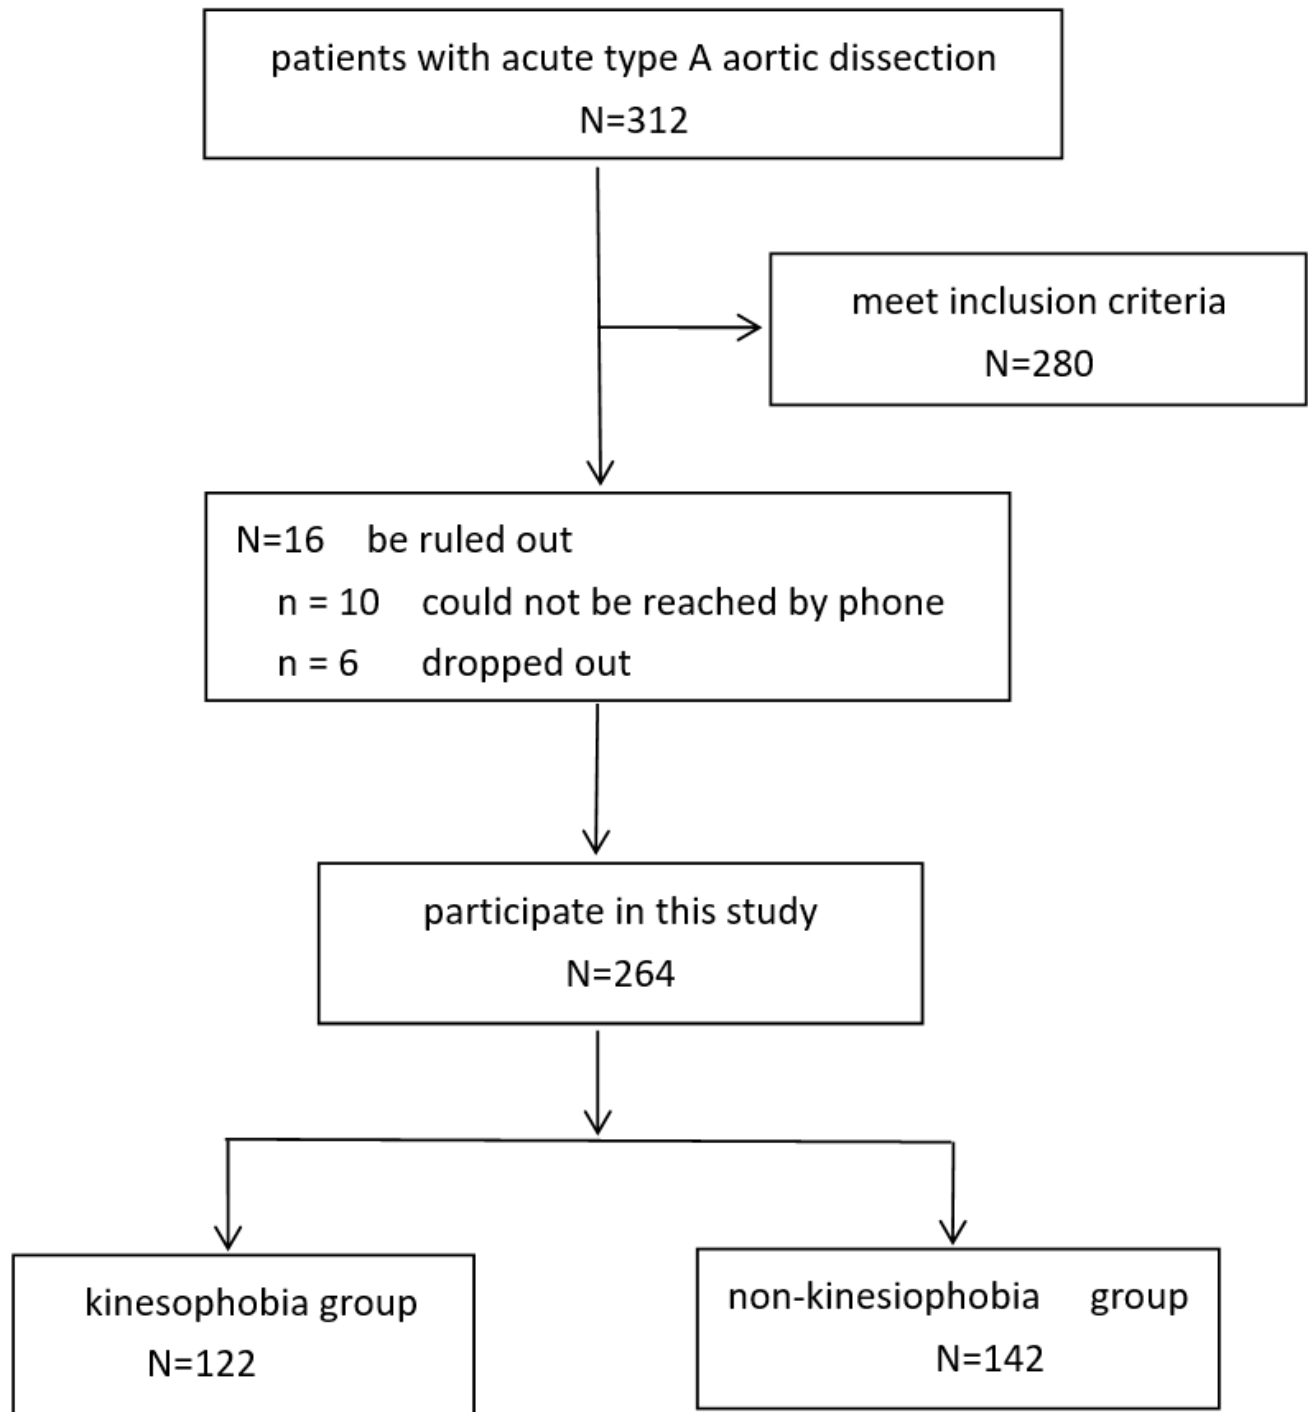 patients with acute type A aortic dissection
N=312
meet inclusion criteria
N=280
N=16 be ruled out
n = 10 could not be reached by phone
n = 6 dropped out
participate in this study
N=264
kinesophobia group
N=122
non-kinesiophobia group
N=142